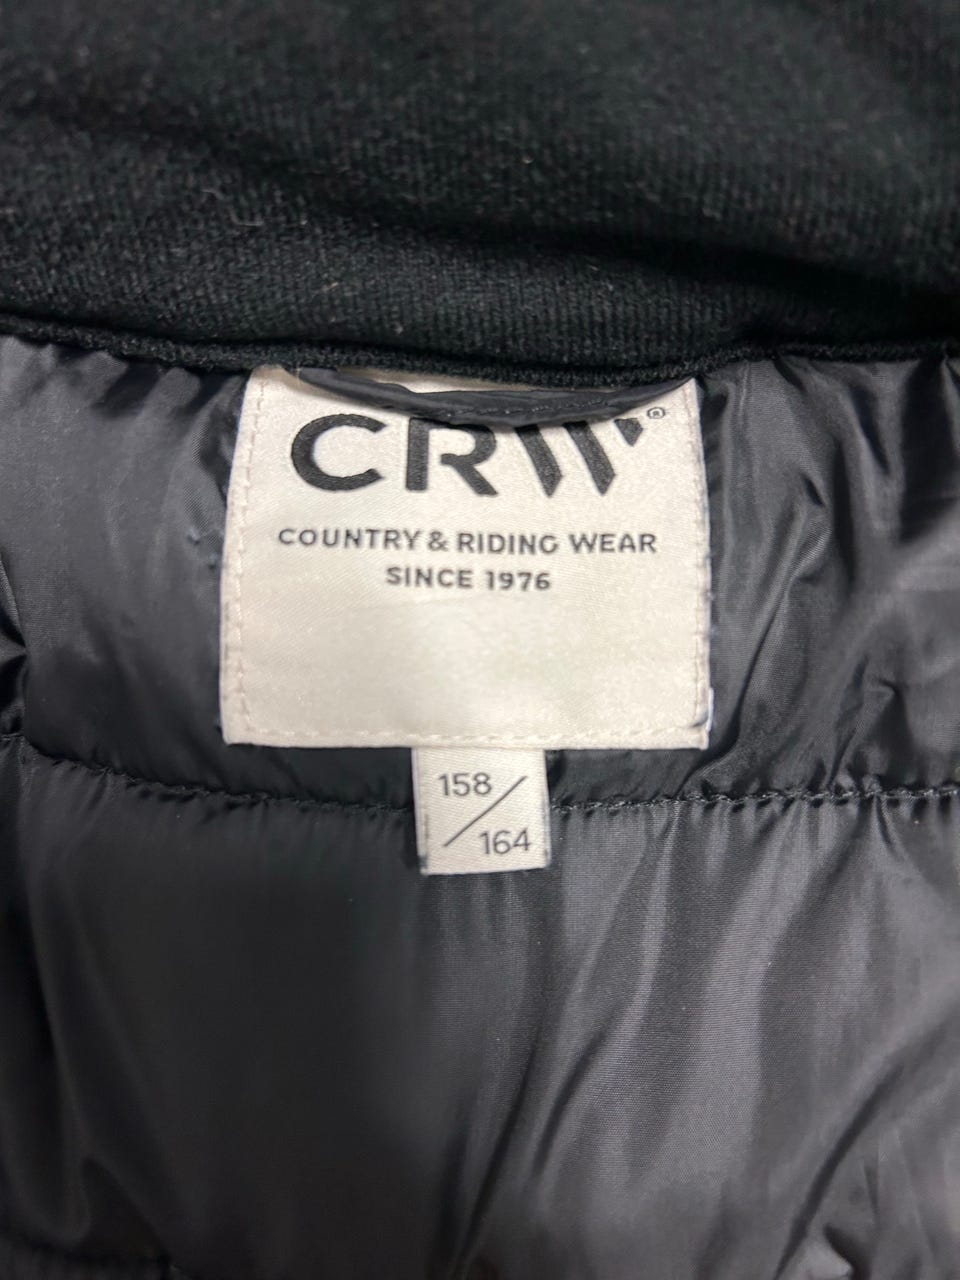 CRW®
COUNTRY & RIDING WEAR
SINCE 1976
158/
164